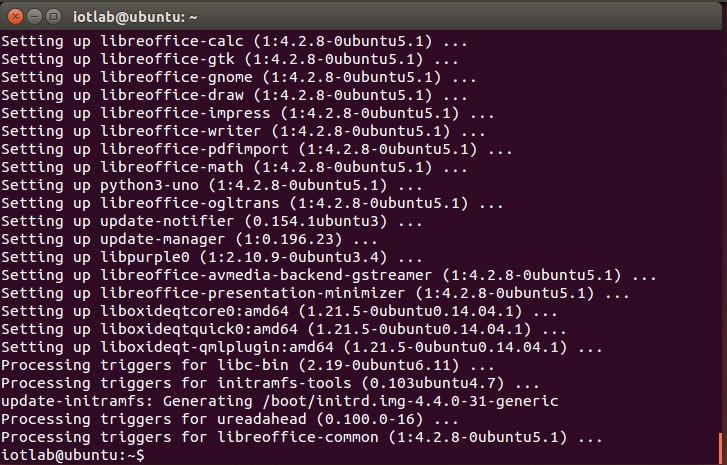 iotlab@ubuntu: ~
Setting up libreoffice-calc (1:4.2.8-0ubuntu5.1) ...
Setting up libreoffice-gtk (1:4.2.8-0ubuntu5.1) ...
Setting up libreoffice-gnome (1:4.2.8-0ubuntu5.1) ...
Setting up libreoffice-draw (1:4.2.8-0ubuntu5.1) ...
Setting up libreoffice-impress (1:4.2.8-0ubuntu5.1) ...
Setting up libreoffice-writer (1:4.2.8-0ubuntu5.1) ...
Setting up libreoffice-pdfimport (1:4.2.8-0ubuntu5.1) ...
Setting up libreoffice-math (1:4.2.8-0ubuntu5.1) ...
Setting up python3-uno (1:4.2.8-0ubuntu5.1) ...
Setting up libreoffice-ogltrans (1:4.2.8-0ubuntu5.1) ...
Setting up update-notifier (0.154.1ubuntu3) ...
Setting up update-manager (1:0.196.23) ...
Setting up libpurple0 (1:2.10.9-0ubuntu3.4) ...
Setting up libreoffice-avmedia-backend-gstreamer (1:4.2.8-0ubuntu5.1) ...
Setting up libreoffice-presentation-minimizer (1:4.2.8-0ubuntu5.1) ...
Setting up liboxideqtcore0:amd64 (1.21.5-0ubuntu0.14.04.1) ...
Setting up liboxideqtquick0:amd64 (1.21.5-0ubuntu0.14.04.1) ...
Setting up liboxideqt-qmlplugin:amd64 (1.21.5-0ubuntu0.14.04.1) ...
Processing triggers for libc-bin (2.19-0ubuntu6.11) ...
Processing triggers for initramfs-tools (0.103ubuntu4.7) ...
update-initramfs: Generating /boot/initrd.img-4.4.0-31-generic
Processing triggers for ureadahead (0.100.0-16) ...
Processing triggers for libreoffice-common (1:4.2.8-0ubuntu5.1) ...
iotlab@ubuntu:~$